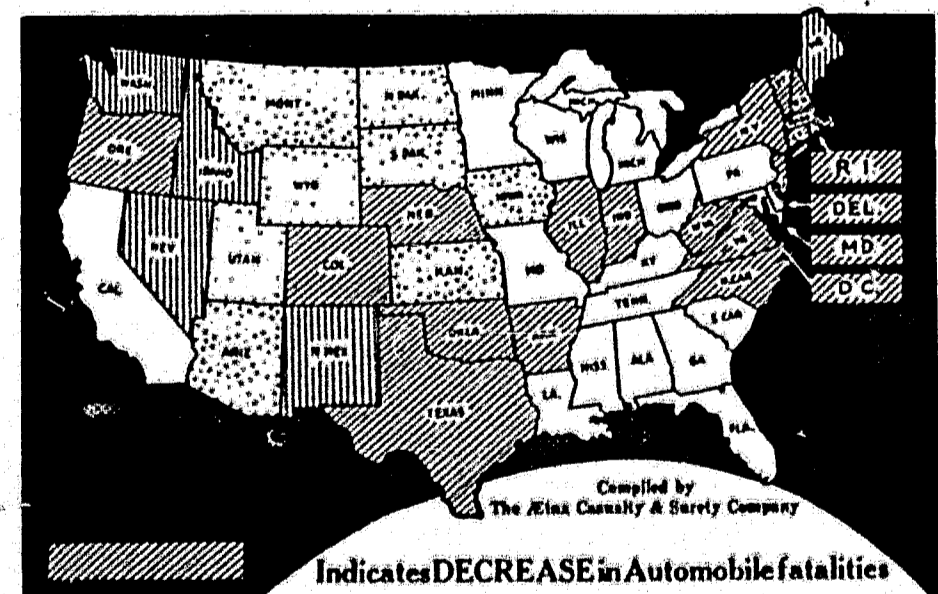 WASH
MONT
N DAK.
MINN
ORE
IDAHO
S DAK.
WIS
MICH
N.Y.
WYO
IOWA
PA.
R. I.
NEB
ILL
IND
OHIO
DEL.
NEV
UTAH
COL
KAN
MO
KY
W.VA.
VA
MD
CAL
N.CAR
D C
ARIZ
N MEX
OKLA
ARK
TENN.
S CAR
TEXAS
LA.
MISS
ALA
GA
FLA.
Compiled by
The Ætna Casualty & Surety Company
Indicates DECREASE in Automobile fatalities